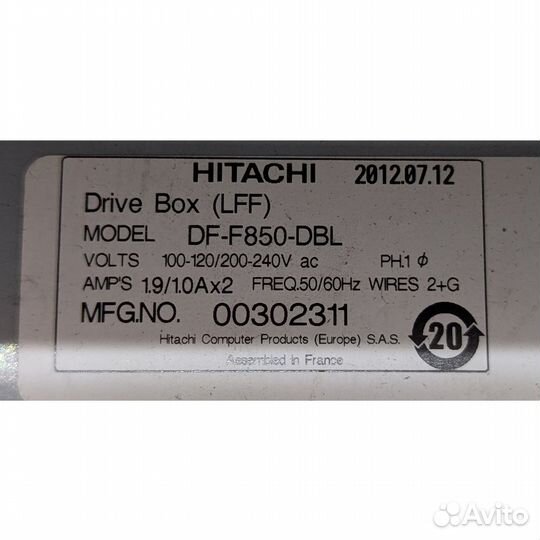 HITACHI 2012.07.12
Drive Box (LFF)
MODEL DF-F850-DBL
VOLTS 100-120/200-240V ac PH.1 ϕ
AMP'S 1.9/1.0Ax2 FREQ.50/60Hz WIRES 2+G
MFG.NO. 00302311
20
Hitachi Computer Products (Europe) S.A.S.
Assembled in France
Avito